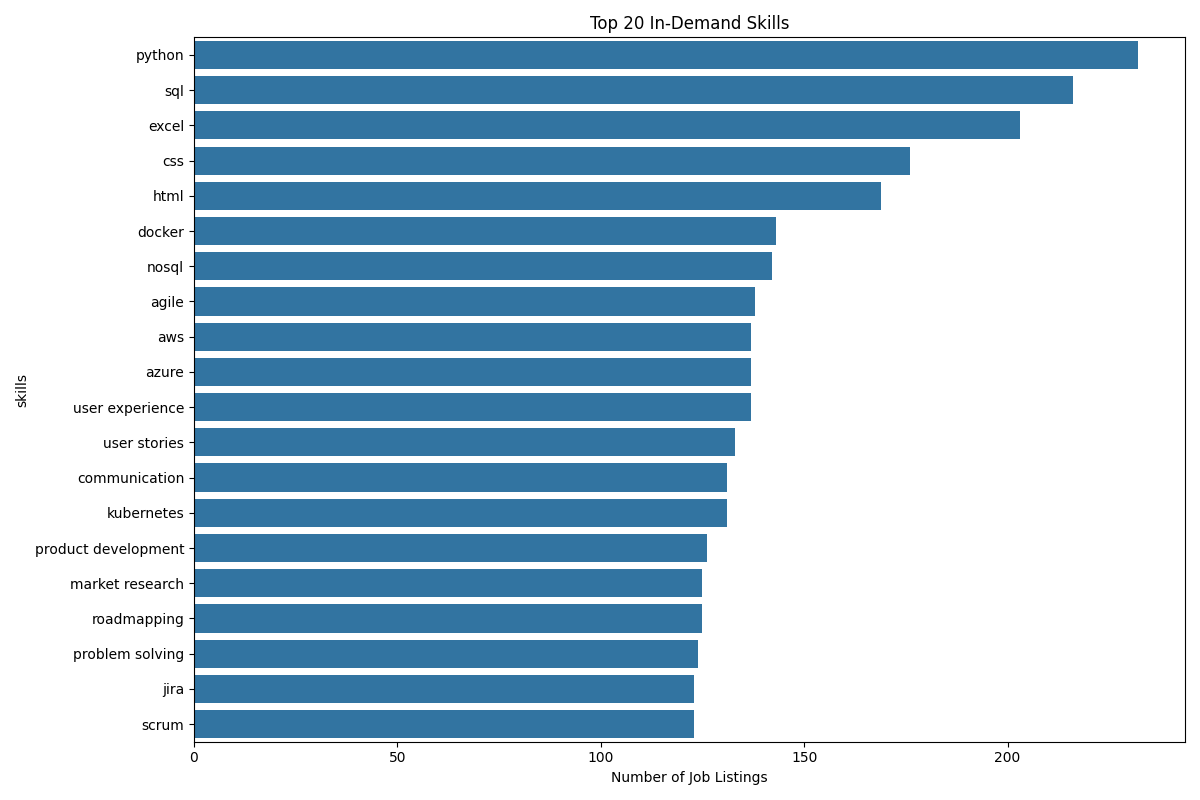 Top 20 In-Demand Skills
skills
python
sql
excel
css
html
docker
nosql
agile
aws
azure
user experience
user stories
communication
kubernetes
product development
market research
roadmapping
problem solving
jira
scrum
0 50 100 150 200
Number of Job Listings